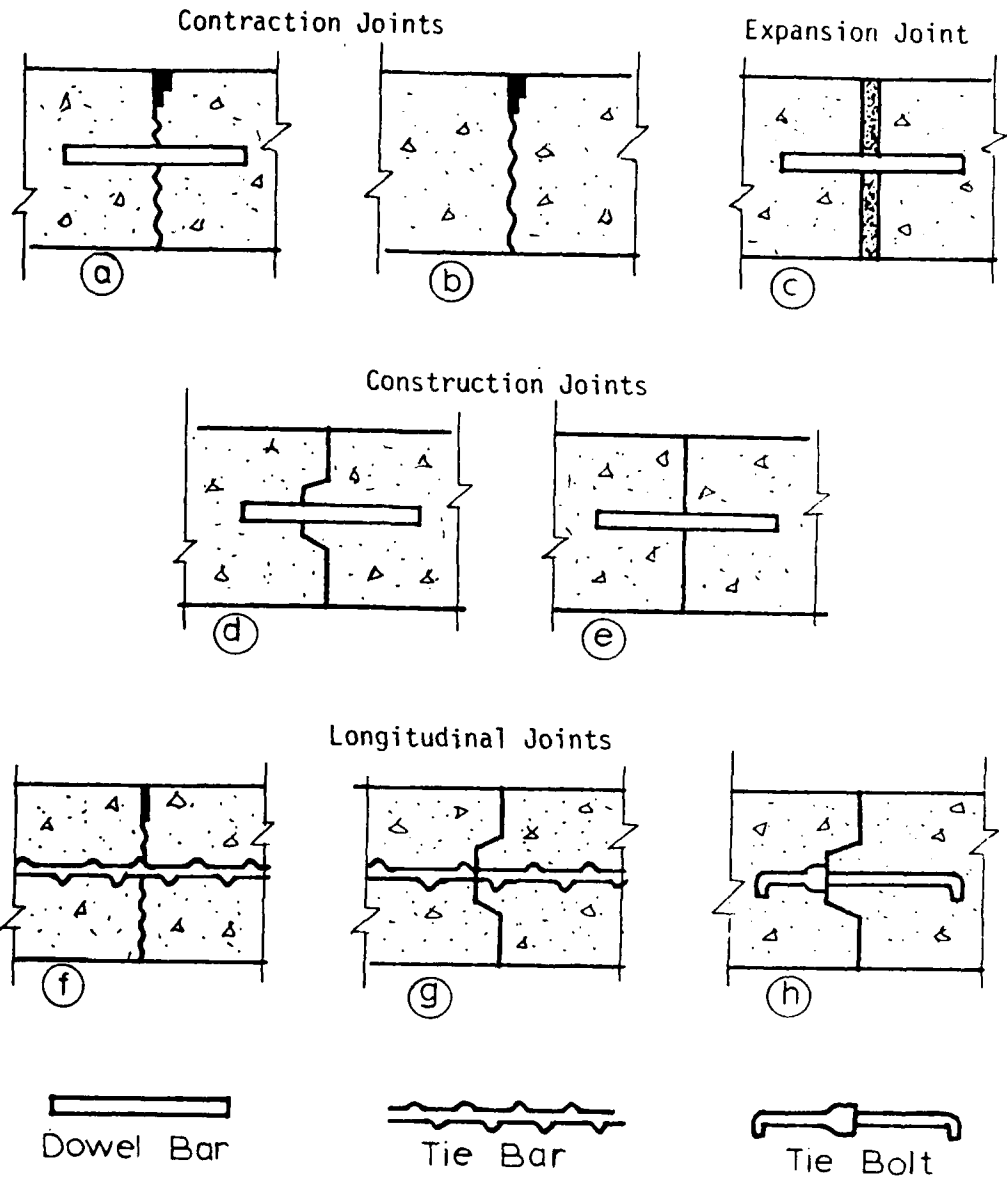 Contraction Joints
Expansion Joint
a
b
c
Construction Joints
d
e
Longitudinal Joints
f
g
h
Dowel Bar
Tie Bar
Tie Bolt